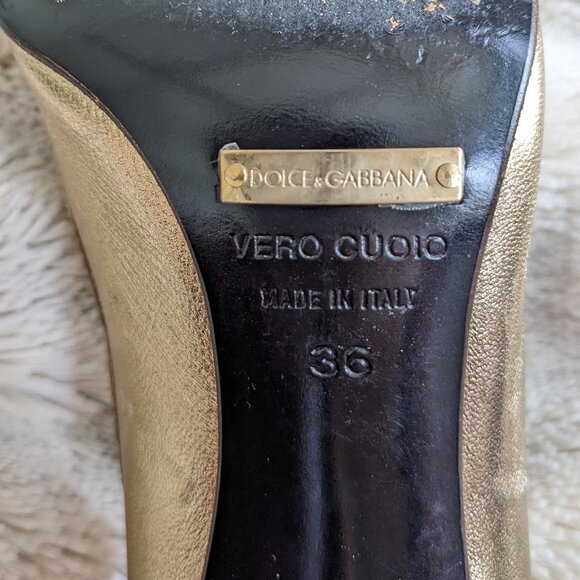 DOLCE&GABBANA
VERO CUOIO
MADE IN ITALY
36